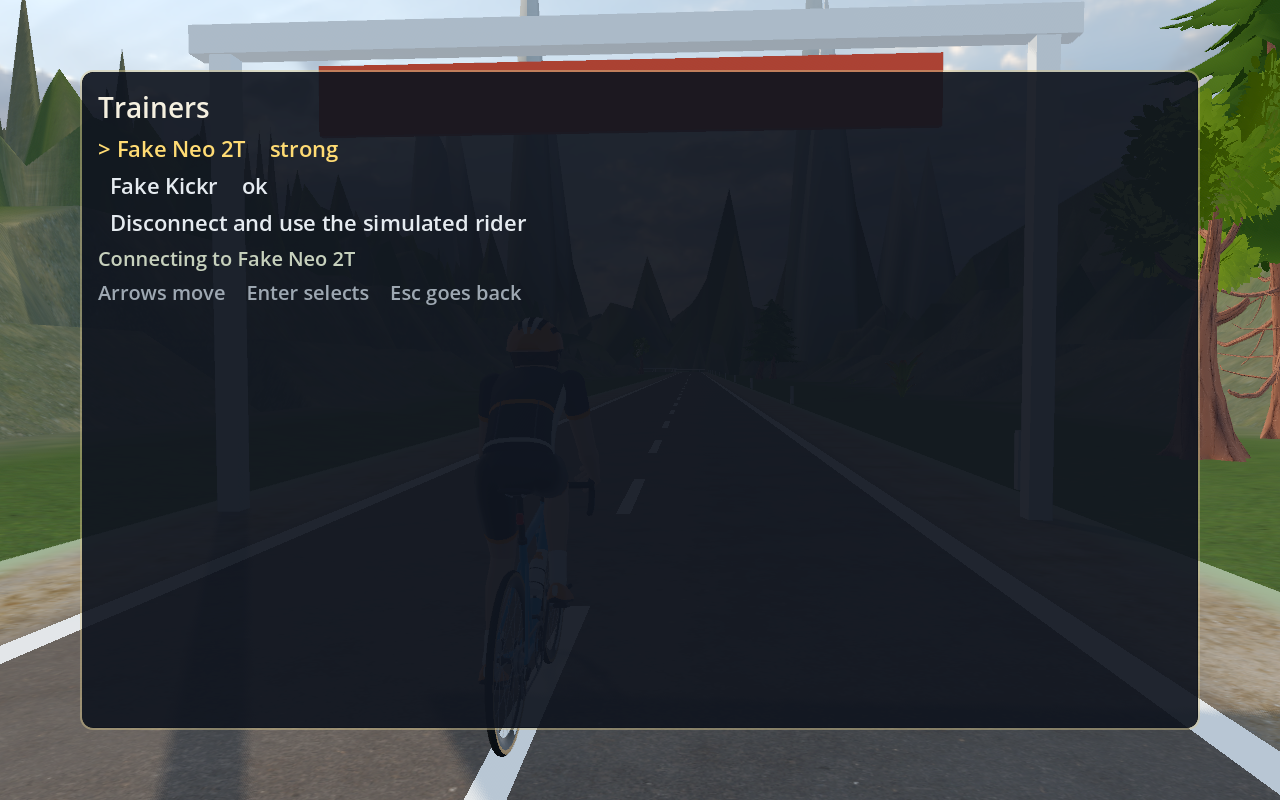 Trainers
> Fake Neo 2T strong
Fake Kickr ok
Disconnect and use the simulated rider
Connecting to Fake Neo 2T
Arrows move Enter selects Esc goes back